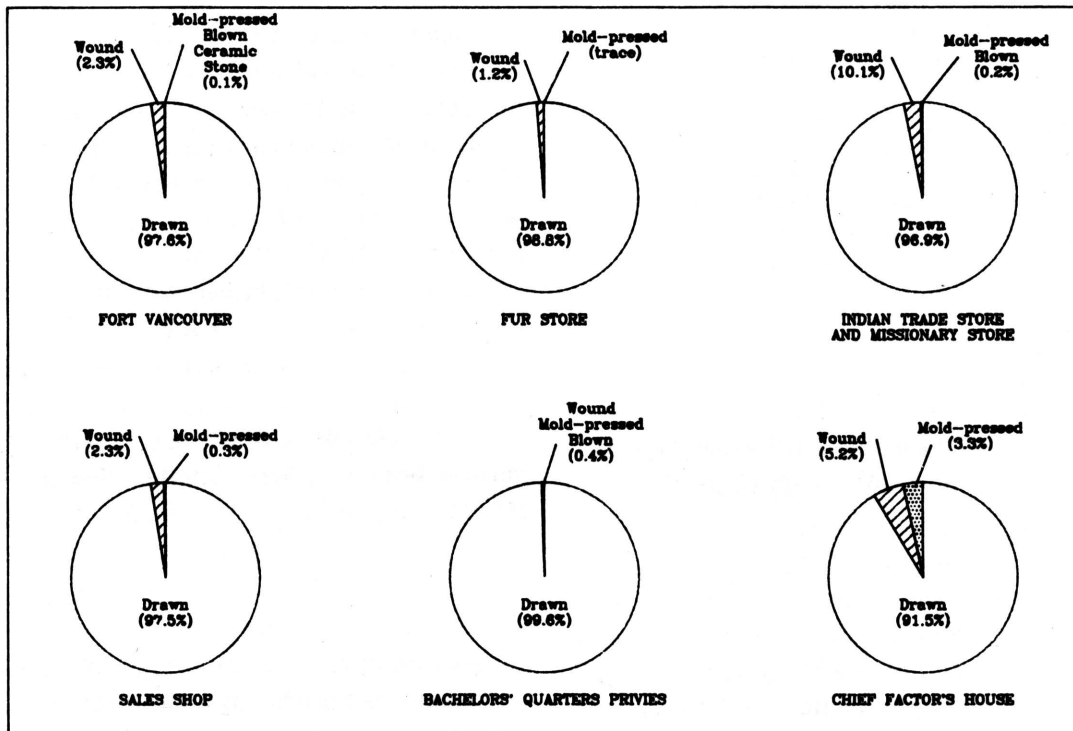 Wound
(2.3%)
Mold-pressed
Blown
Ceramic
Stone
(0.1%)
Drawn
(97.6%)
FORT VANCOUVER
Wound
(1.2%)
Mold-pressed
(trace)
Drawn
(98.8%)
FUR STORE
Wound
(10.1%)
Mold-pressed
Blown
(0.2%)
Drawn
(96.9%)
INDIAN TRADE STORE
AND MISSIONARY STORE
Wound
(2.3%)
Mold-pressed
(0.3%)
Drawn
(97.5%)
SALES SHOP
Wound
Mold-pressed
Blown
(0.4%)
Drawn
(99.6%)
BACHELORS' QUARTERS PRIVIES
Wound
(5.2%)
Mold-pressed
(3.3%)
Drawn
(91.5%)
CHIEF FACTOR'S HOUSE